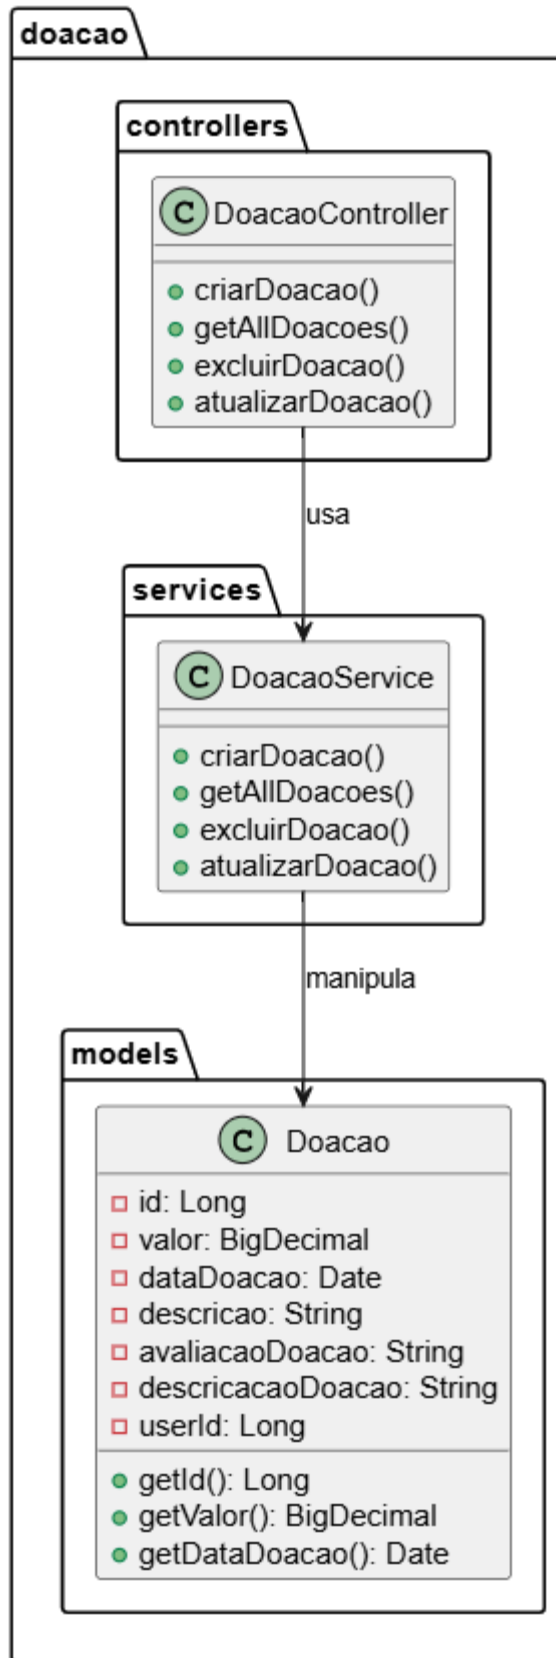 doacao
controllers
C DoacaoController
criarDoacao()
getAllDoacoes()
excluirDoacao()
atualizarDoacao()
usa
services
C DoacaoService
criarDoacao()
getAllDoacoes()
excluirDoacao()
atualizarDoacao()
manipula
models
C Doacao
id: Long
valor: BigDecimal
dataDoacao: Date
descricao: String
avaliacaoDoacao: String
descricacaoDoacao: String
userId: Long
getId(): Long
getValor(): BigDecimal
getDataDoacao(): Date